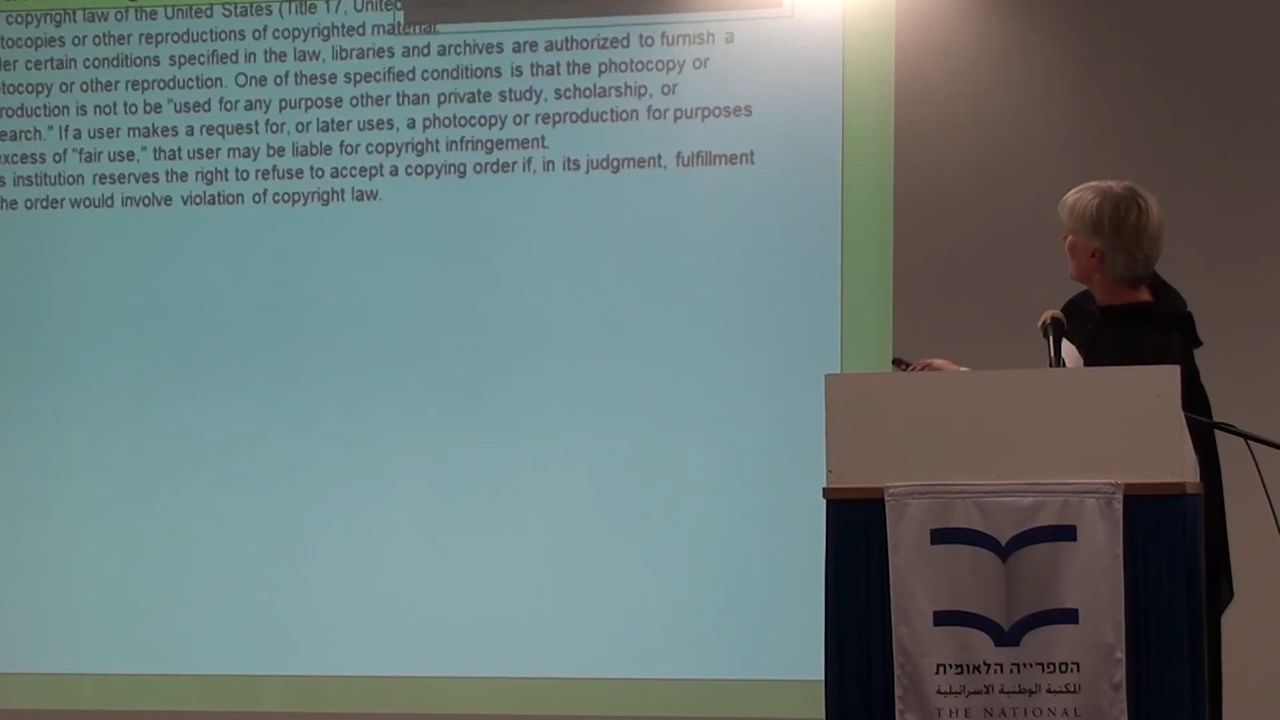 copyright law of the United States (Title 17, United
tocopies or other reproductions of copyrighted material.
er certain conditions specified in the law, libraries and archives are authorized to furnish a
tocopy or other reproduction. One of these specified conditions is that the photocopy or
roduction is not to be "used for any purpose other than private study, scholarship, or
earch." If a user makes a request for, or later uses, a photocopy or reproduction for purposes
xcess of "fair use," that user may be liable for copyright infringement.
s institution reserves the right to refuse to accept a copying order if, in its judgment, fulfillment
he order would involve violation of copyright law.
הספרייה הלאומית
المكتبة الوطنية الاسرائيلية
THE NATIONAL